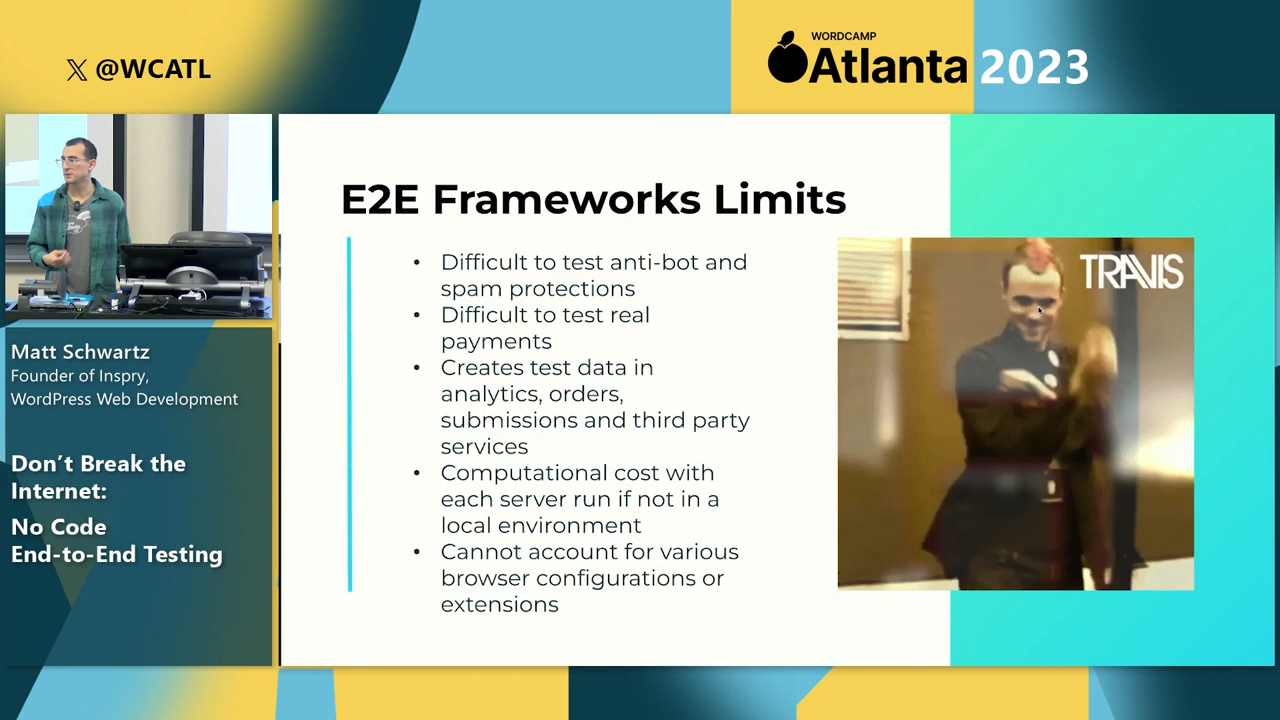 𝕏 @WCATL
WORDCAMP
Atlanta 2023
Matt Schwartz
Founder of Inspry,
WordPress Web Development
Don’t Break the
Internet:
No Code
End-to-End Testing
E2E Frameworks Limits
• Difficult to test anti-bot and
spam protections
• Difficult to test real
payments
• Creates test data in
analytics, orders,
submissions and third party
services
• Computational cost with
each server run if not in a
local environment
• Cannot account for various
browser configurations or
extensions
TRAVIS